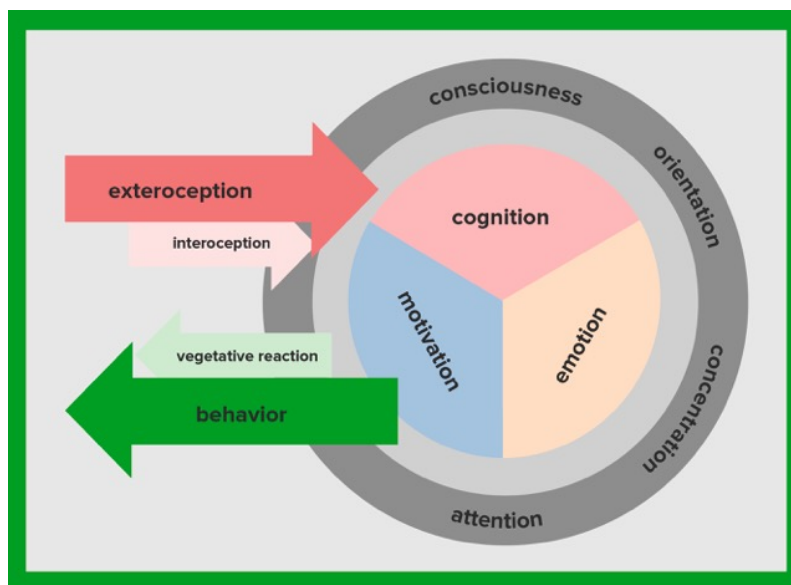 consciousness
orientation
exteroception
cognition
interoception
motivation
emotion
vegetative reaction
concentration
behavior
attention